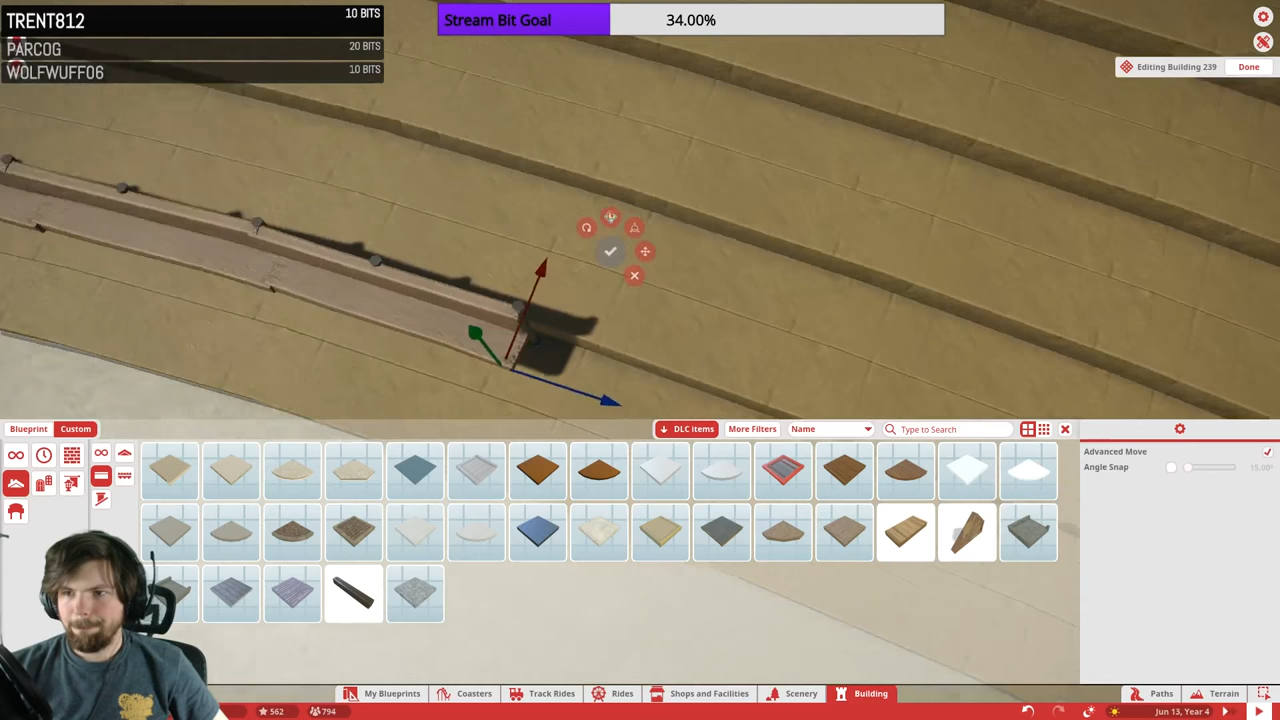 TRENT812
10 BITS
PARCOG
20 BITS
WOLFWUFF06
10 BITS
Stream Bit Goal
34.00%
Editing Building 239
Done
Blueprint
Custom
DLC items
More Filters
Name
Type to Search
Advanced Move
Angle Snap
15.00°
My Blueprints
Coasters
Track Rides
Rides
Shops and Facilities
Scenery
Building
Paths
Terrain
562
794
Jun 13, Year 4